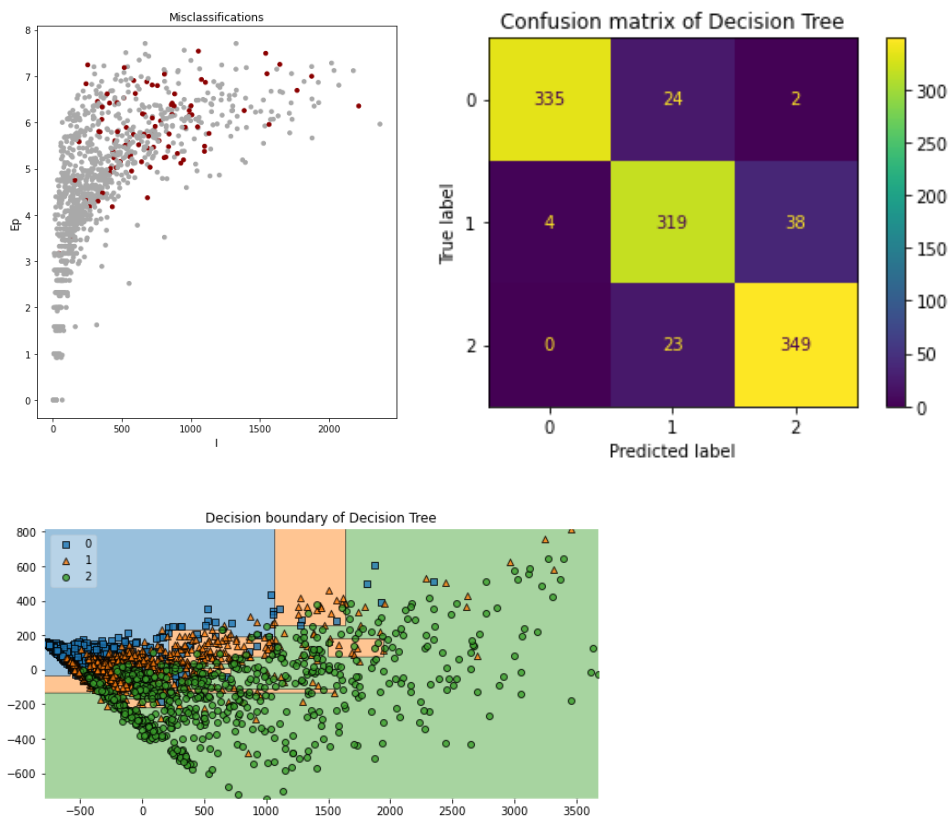 Misclassifications
8
7
6
5
4
3
2
1
0
Ep
0 500 1000 1500 2000
I
Confusion matrix of Decision Tree
0 335 24 2
1 4 319 38
2 0 23 349
True label
0 1 2
Predicted label
300
250
200
150
100
50
0
Decision boundary of Decision Tree
800
600
400
200
0
−200
−400
−600
0
1
2
−500 0 500 1000 1500 2000 2500 3000 3500